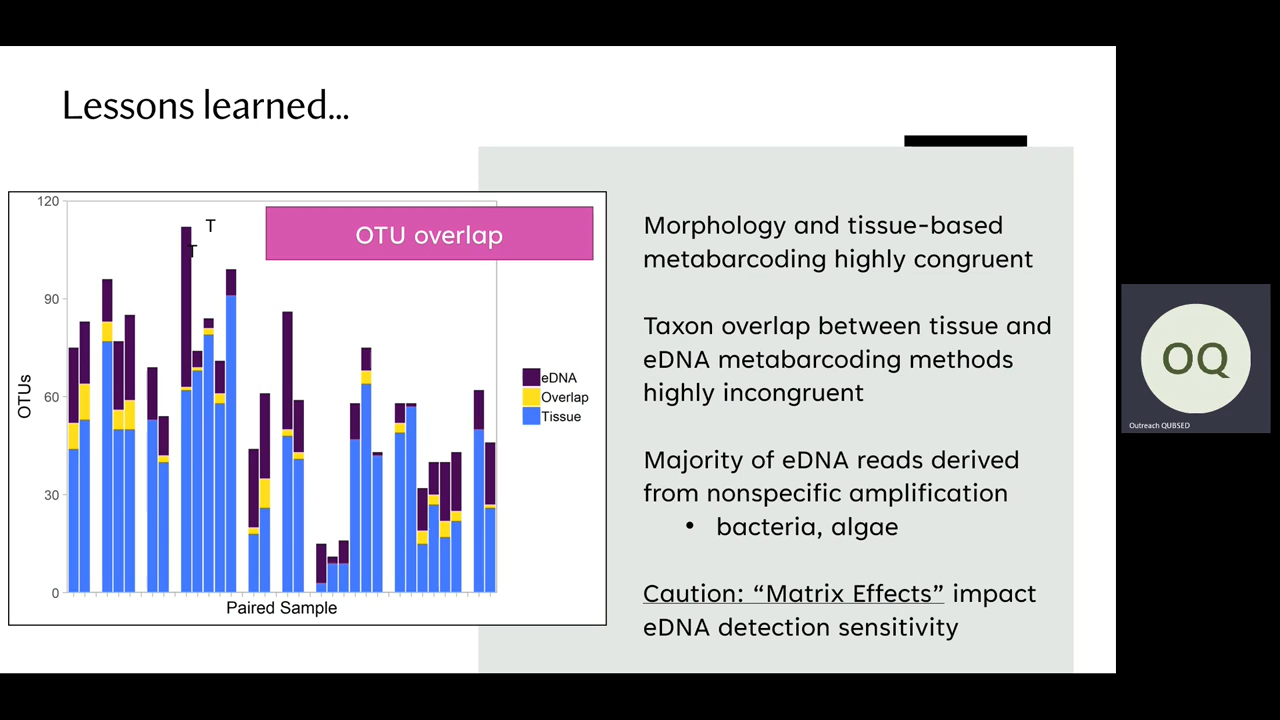 Lessons learned...
120
90
60
30
0
OTUs
T
T
OTU overlap
eDNA
Overlap
Tissue
Paired Sample
Morphology and tissue-based
metabarcoding highly congruent
Taxon overlap between tissue and
eDNA metabarcoding methods
highly incongruent
Majority of eDNA reads derived
from nonspecific amplification
• bacteria, algae
Caution: “Matrix Effects” impact
eDNA detection sensitivity
OQ
Outreach QUBSED